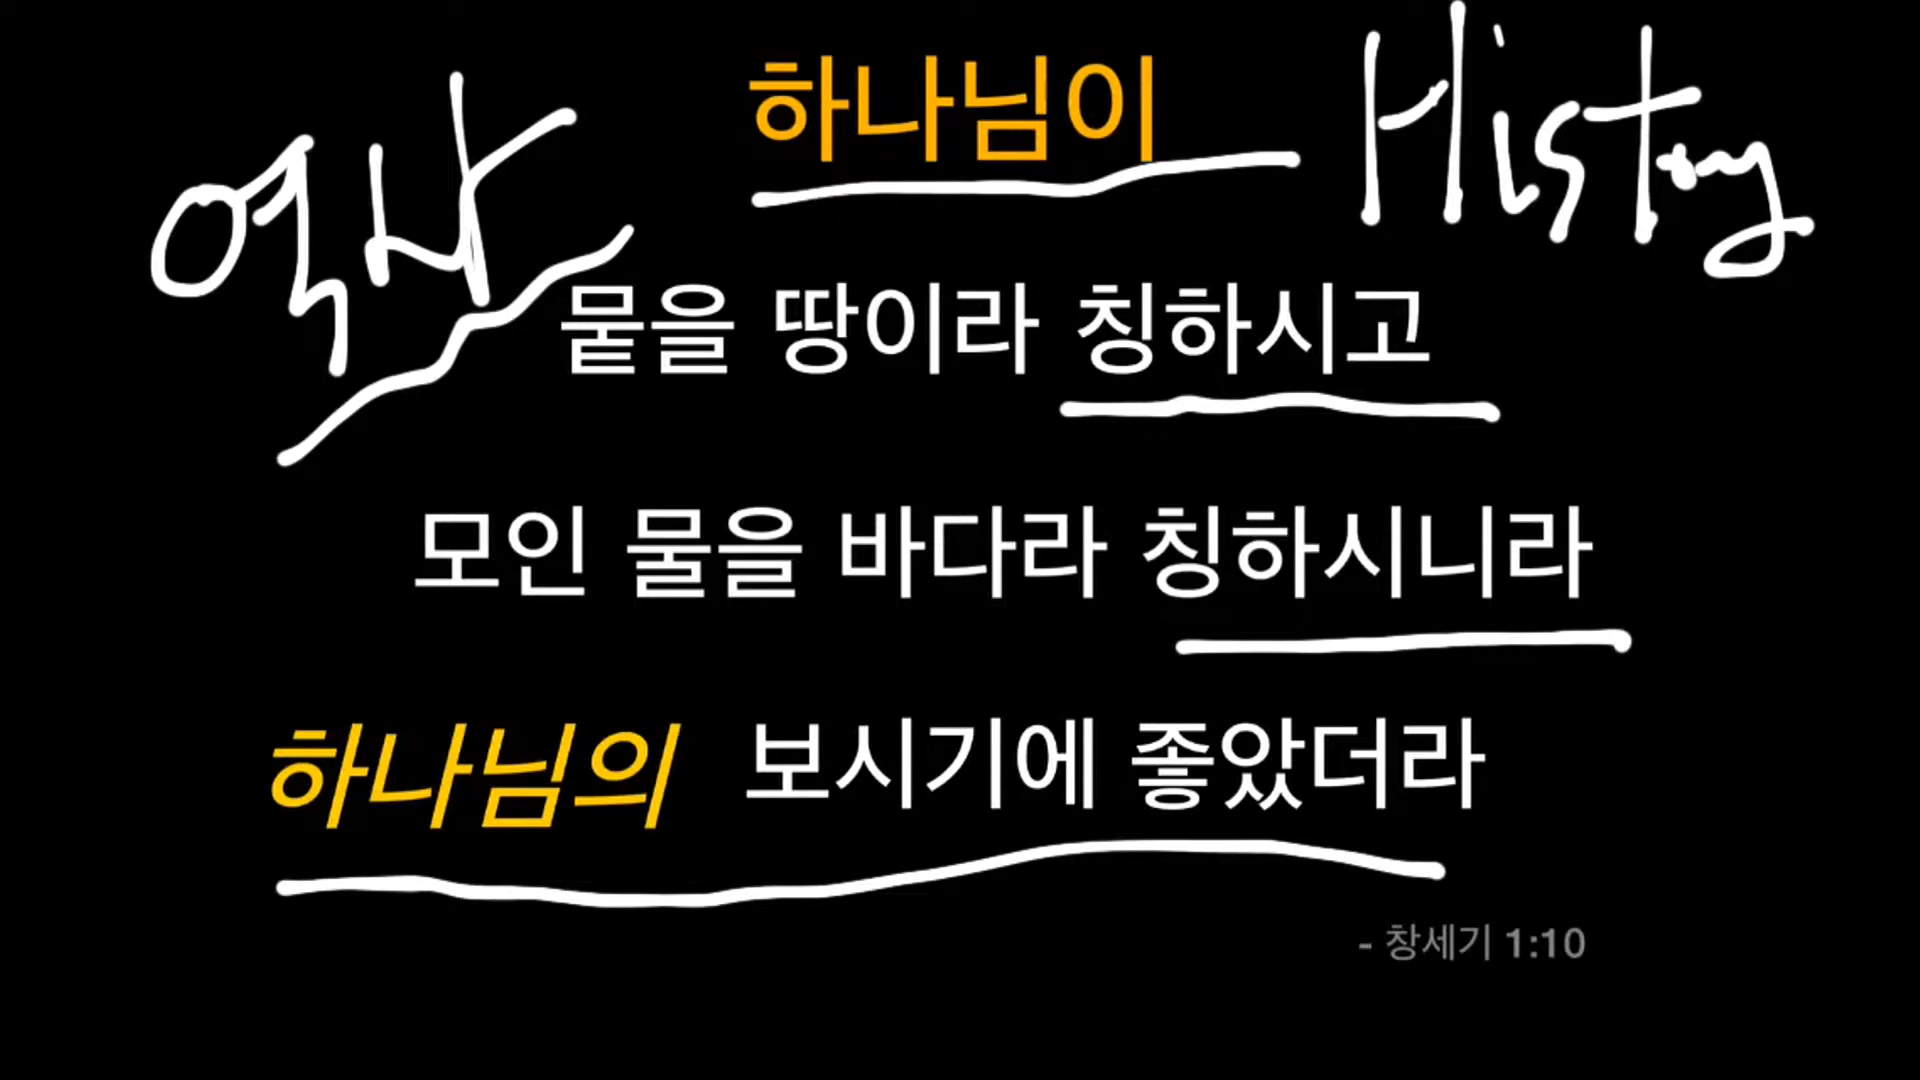 하나님이
역사
History
뭍을 땅이라 칭하시고
모인 물을 바다라 칭하시니라
하나님의 보시기에 좋았더라
- 창세기 1:10